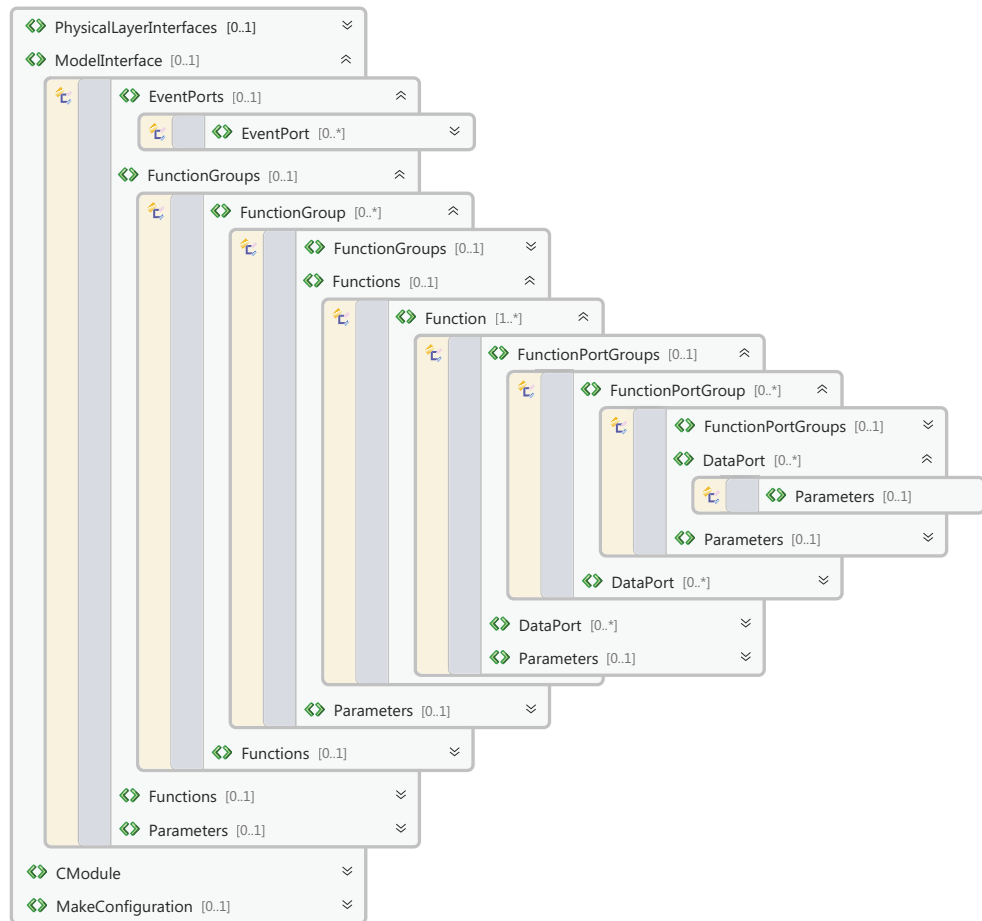 PhysicalLayerInterfaces [0..1]
ModelInterface [0..1]
EventPorts [0..1]
EventPort [0..*]
FunctionGroups [0..1]
FunctionGroup [0..*]
FunctionGroups [0..1]
Functions [0..1]
Function [1..*]
FunctionPortGroups [0..1]
FunctionPortGroup [0..*]
FunctionPortGroups [0..1]
DataPort [0..*]
Parameters [0..1]
Parameters [0..1]
DataPort [0..*]
DataPort [0..*]
Parameters [0..1]
Parameters [0..1]
Functions [0..1]
Functions [0..1]
Parameters [0..1]
CModule
MakeConfiguration [0..1]